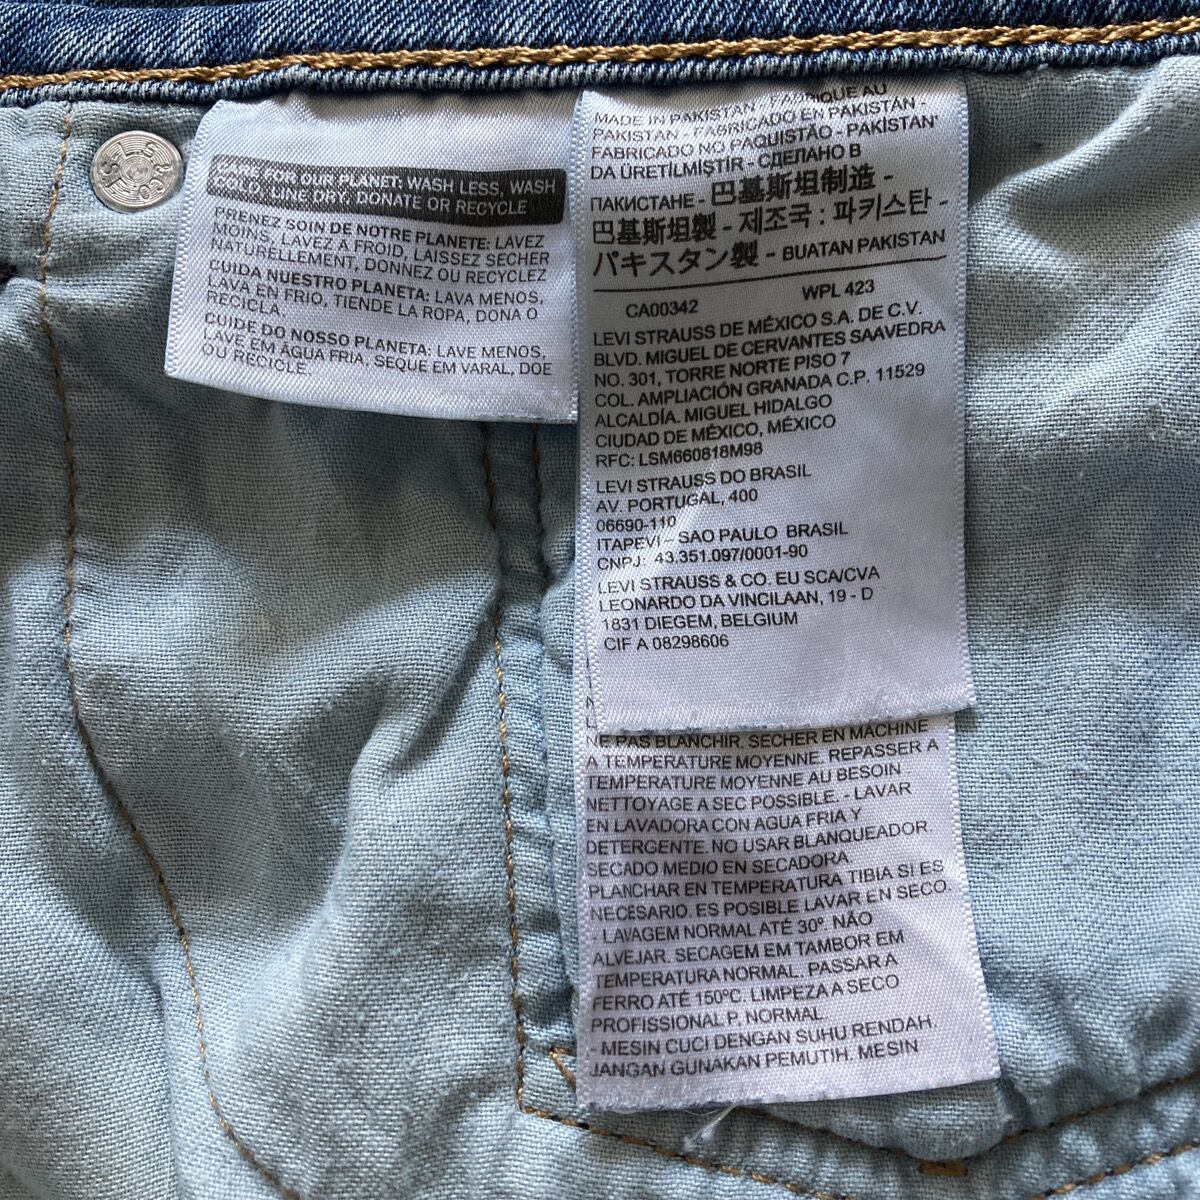 CARE FOR OUR PLANET: WASH LESS, WASH
COLD, LINE DRY, DONATE OR RECYCLE
PRENEZ SOIN DE NOTRE PLANETE: LAVEZ
MOINS, LAVEZ A FROID, LAISSEZ SECHER
NATURELLEMENT, DONNEZ OU RECYCLEZ
CUIDA NUESTRO PLANETA: LAVA MENOS,
LAVA EN FRIO, TIENDE LA ROPA, DONA O
RECICLA.
CUIDE DO NOSSO PLANETA: LAVE MENOS,
LAVE EM AGUA FRIA, SEQUE EM VARAL, DOE
OU RECICLE.
MADE IN PAKISTAN - FABRIQUE AU
PAKISTAN - FABRICADO EN PAKISTÁN -
FABRICADO NO PAQUISTÃO - PAKİSTAN'
DA ÜRETİLMİŞTİR - СДЕЛАНО В
ПАКИСТАНЕ - 巴基斯坦制造 -
巴基斯坦製 - 제조국 : 파키스탄 -
パキスタン製 - BUATAN PAKISTAN
CA00342 WPL 423
LEVI STRAUSS DE MÉXICO S.A. DE C.V.
BLVD. MIGUEL DE CERVANTES SAAVEDRA
NO. 301, TORRE NORTE PISO 7
COL. AMPLIACIÓN GRANADA C.P. 11529
ALCALDÍA. MIGUEL HIDALGO
CIUDAD DE MÉXICO, MÉXICO
RFC: LSM660818M98
LEVI STRAUSS DO BRASIL
AV. PORTUGAL, 400
06690-110
ITAPEVI - SAO PAULO BRASIL
CNPJ: 43.351.097/0001-90
LEVI STRAUSS & CO. EU SCA/CVA
LEONARDO DA VINCILAAN, 19 - D
1831 DIEGEM, BELGIUM
CIF A 08298606
NE PAS BLANCHIR. SECHER EN MACHINE
A TEMPERATURE MOYENNE. REPASSER A
TEMPERATURE MOYENNE AU BESOIN
NETTOYAGE A SEC POSSIBLE. - LAVAR
EN LAVADORA CON AGUA FRIA Y
DETERGENTE. NO USAR BLANQUEADOR.
SECADO MEDIO EN SECADORA.
PLANCHAR EN TEMPERATURA TIBIA SI ES
NECESARIO. ES POSIBLE LAVAR EN SECO.
- LAVAGEM NORMAL ATÉ 30º. NÃO
ALVEJAR. SECAGEM EM TAMBOR EM
TEMPERATURA NORMAL. PASSAR A
FERRO ATÉ 150ºC. LIMPEZA A SECO
PROFISSIONAL P. NORMAL.
- MESIN CUCI DENGAN SUHU RENDAH.
JANGAN GUNAKAN PEMUTIH. MESIN